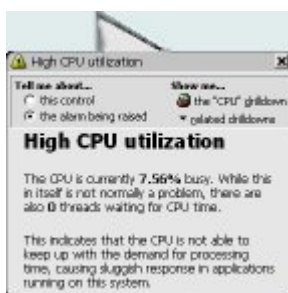 High CPU utilization
Tell me about...
Show me...
this control
the "CPU" drilldown
the alarm being raised
related drilldowns
High CPU utilization
The CPU is currently 7.56% busy. While this
in itself is not normally a problem, there are
also 0 threads waiting for CPU time.
This indicates that the CPU is not able to
keep up with the demand for processing
time, causing sluggish response in applications
running on this system.